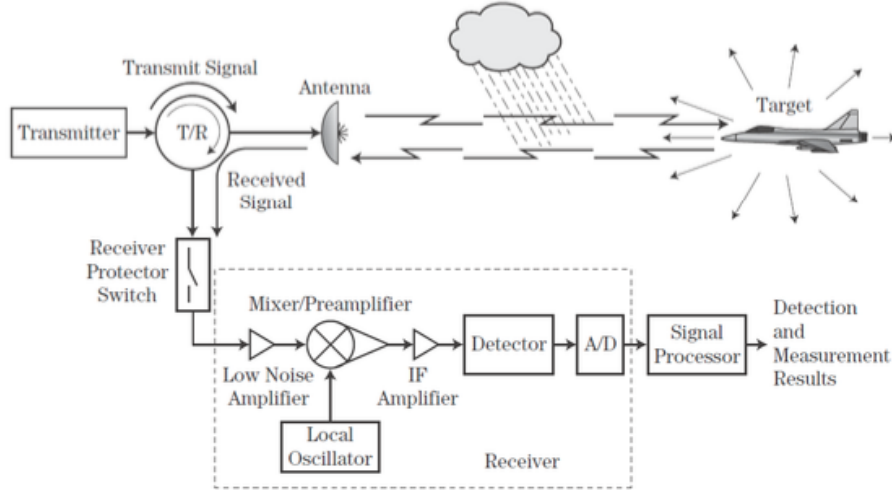 Transmit Signal
Antenna
Target
Transmitter
T/R
Received
Signal
Receiver
Protector
Switch
Mixer/Preamplifier
Detector
A/D
Signal
Processor
Detection
and
Measurement
Results
Low Noise
Amplifier
IF
Amplifier
Local
Oscillator
Receiver